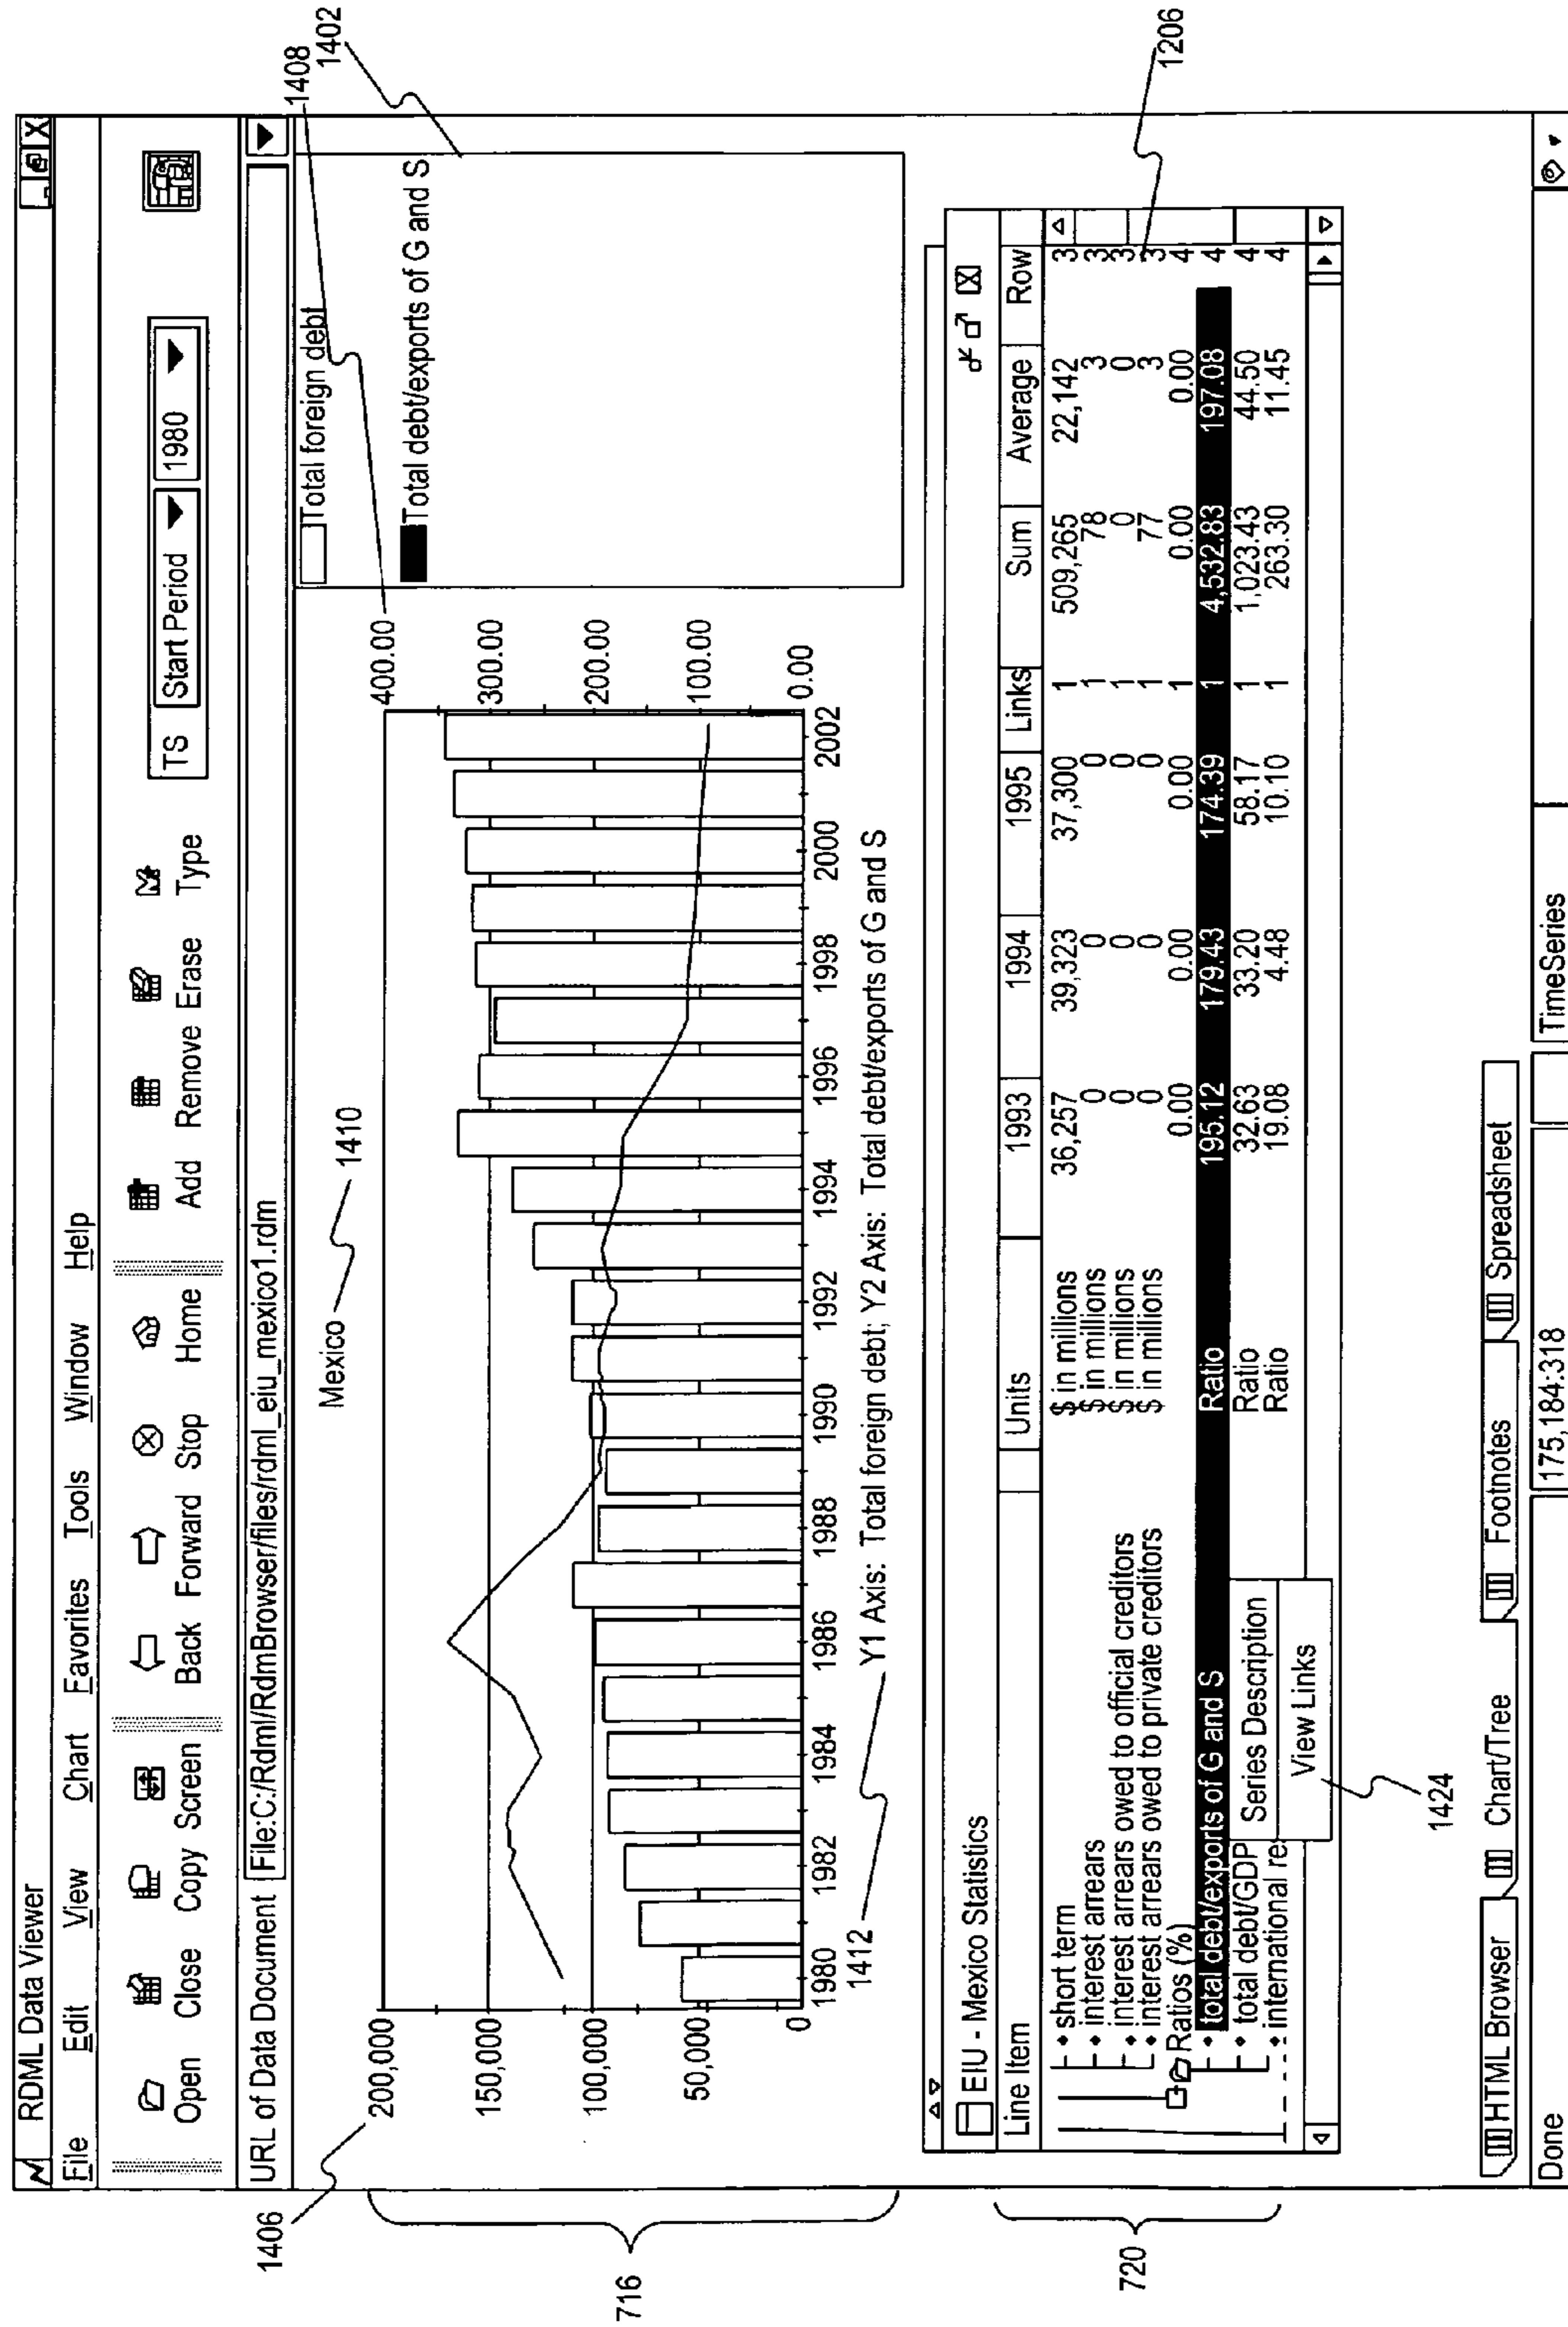 RDML Data Viewer
File Edit View Chart Favorites Tools Window Help
Open Close Copy Screen Back Forward Stop Home Add Remove Erase Type
TS Start Period 1980
URL of Data Document File:C:/Rdml/RdmBrowser/files/rdml_eiu_mexico1.rdm
1408
1402
Total foreign debt
Total debt/exports of G and S
Mexico
1410
1406
200,000
150,000
100,000
50,000
0
400.00
300.00
200.00
100.00
0.00
1980 1982 1984 1986 1988 1990 1992 1994 1996 1998 2000 2002
1412
Y1 Axis: Total foreign debt; Y2 Axis: Total debt/exports of G and S
716
EIU - Mexico Statistics
Line Item Units 1993 1994 1995 Links Sum Average Row
short term $ in millions 36,257 39,323 37,300 1 509,265 22,142 3
interest arrears $ in millions 0 0 0 1 78 3 3
interest arrears owed to official creditors $ in millions 0 0 0 1 0 0 3
interest arrears owed to private creditors $ in millions 0 0 0 1 77 3 3
Ratios (%) 0.00 0.00 0.00 1 0.00 0.00 4
total debt/exports of G and S Ratio 195.12 179.43 174.39 1 4,532.83 197.08 4
total debt/GDP Ratio 32.63 33.20 58.17 1 1,023.43 44.50 4
international re Ratio 19.08 4.48 10.10 1 263.30 11.45 4
1206
720
Series Description
View Links
1424
HTML Browser Chart/Tree Footnotes Spreadsheet
Done 175,184:318 TimeSeries